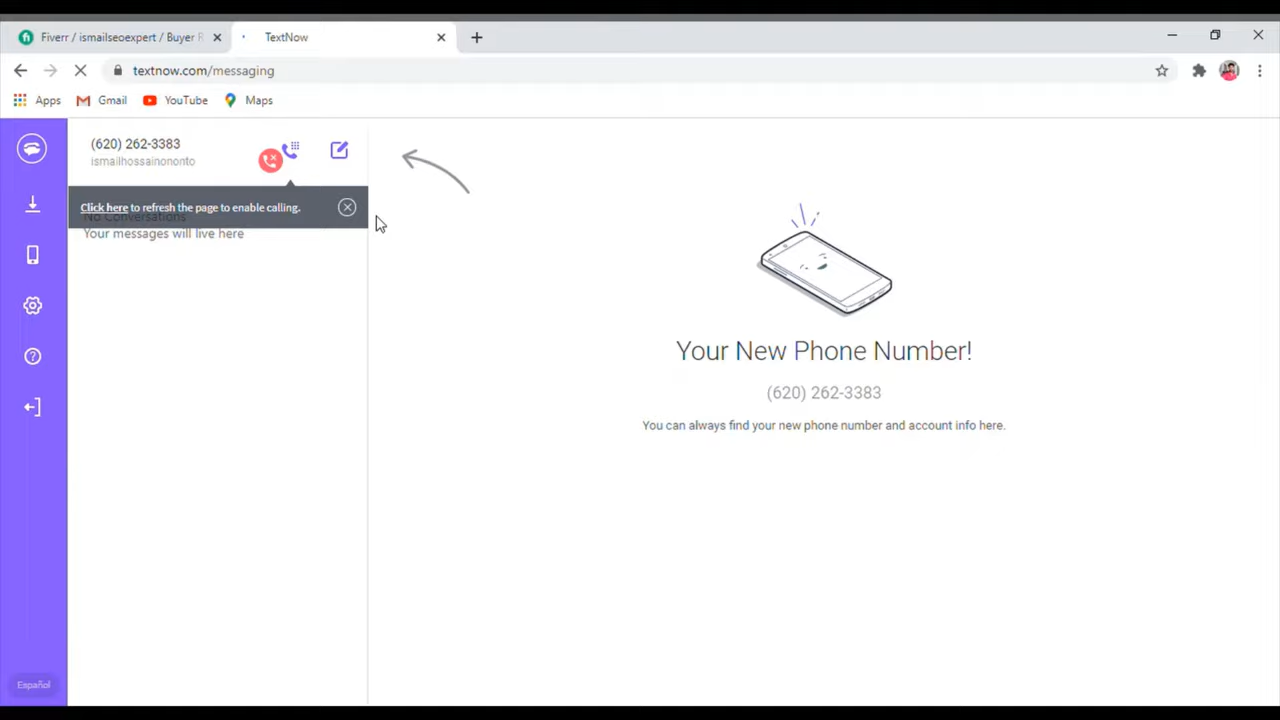 Fiverr / ismailseoexpert / Buyer R
TextNow
textnow.com/messaging
Apps
Gmail
YouTube
Maps
(620) 262-3383
ismailhossainononto
Click here to refresh the page to enable calling.
No Conversations
Your messages will live here
Your New Phone Number!
(620) 262-3383
You can always find your new phone number and account info here.
Español